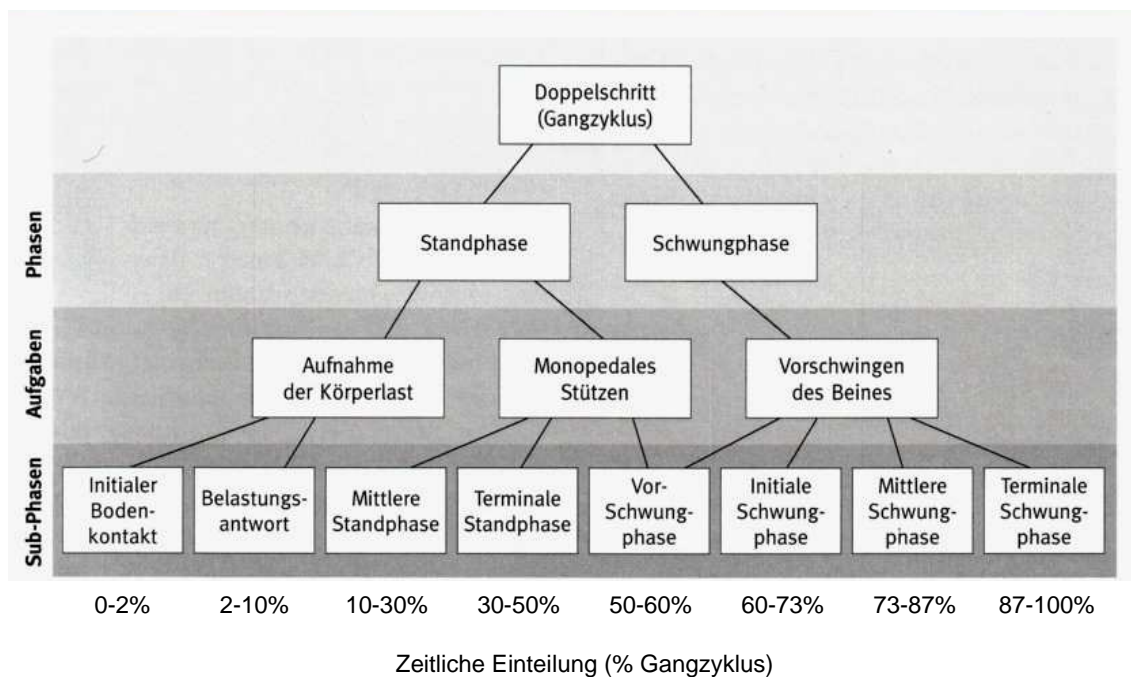 Doppelschritt
(Gangzyklus)
Phasen
Standphase
Schwungphase
Aufgaben
Aufnahme
der Körperlast
Monopedales
Stützen
Vorschwingen
des Beines
Sub-Phasen
Initialer
Boden-
kontakt
Belastungs-
antwort
Mittlere
Standphase
Terminale
Standphase
Vor-
Schwung-
phase
Initiale
Schwung-
phase
Mittlere
Schwung-
phase
Terminale
Schwung-
phase
0-2%
2-10%
10-30%
30-50%
50-60%
60-73%
73-87%
87-100%
Zeitliche Einteilung (% Gangzyklus)